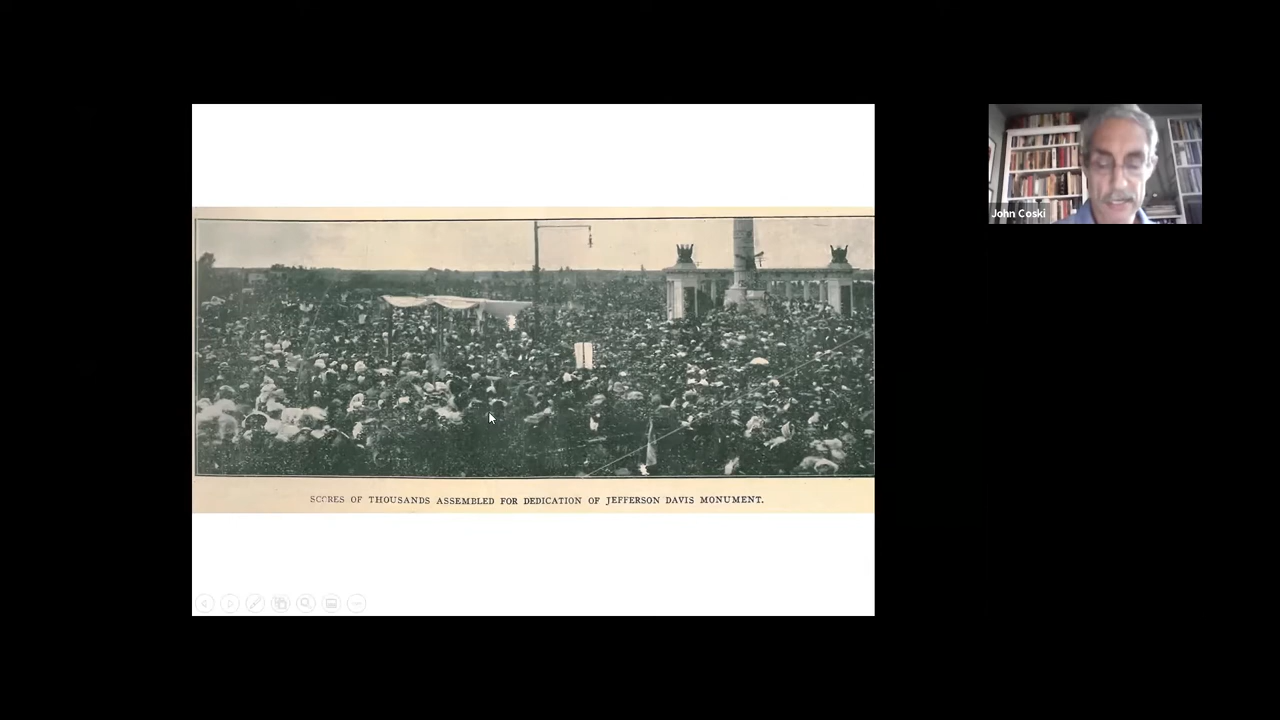 SCORES OF THOUSANDS ASSEMBLED FOR DEDICATION OF JEFFERSON DAVIS MONUMENT.
John Coski